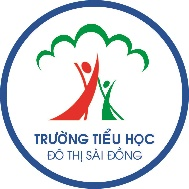 TRƯỜNG TIỂU HỌC
ĐÔ THỊ SÀI ĐỒNG